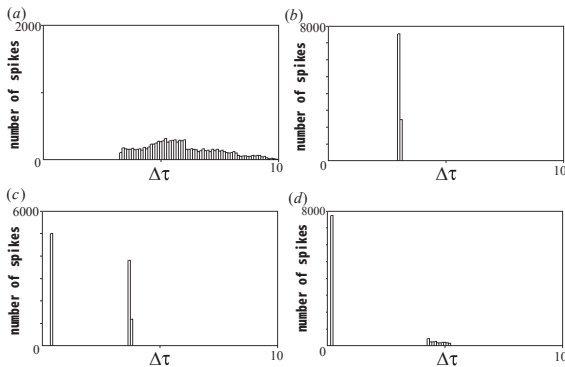 (a)
2000
number of spikes
0
Δτ
10
(b)
8000
number of spikes
0
Δτ
10
(c)
6000
number of spikes
0
Δτ
10
(d)
8000
number of spikes
0
Δτ
10